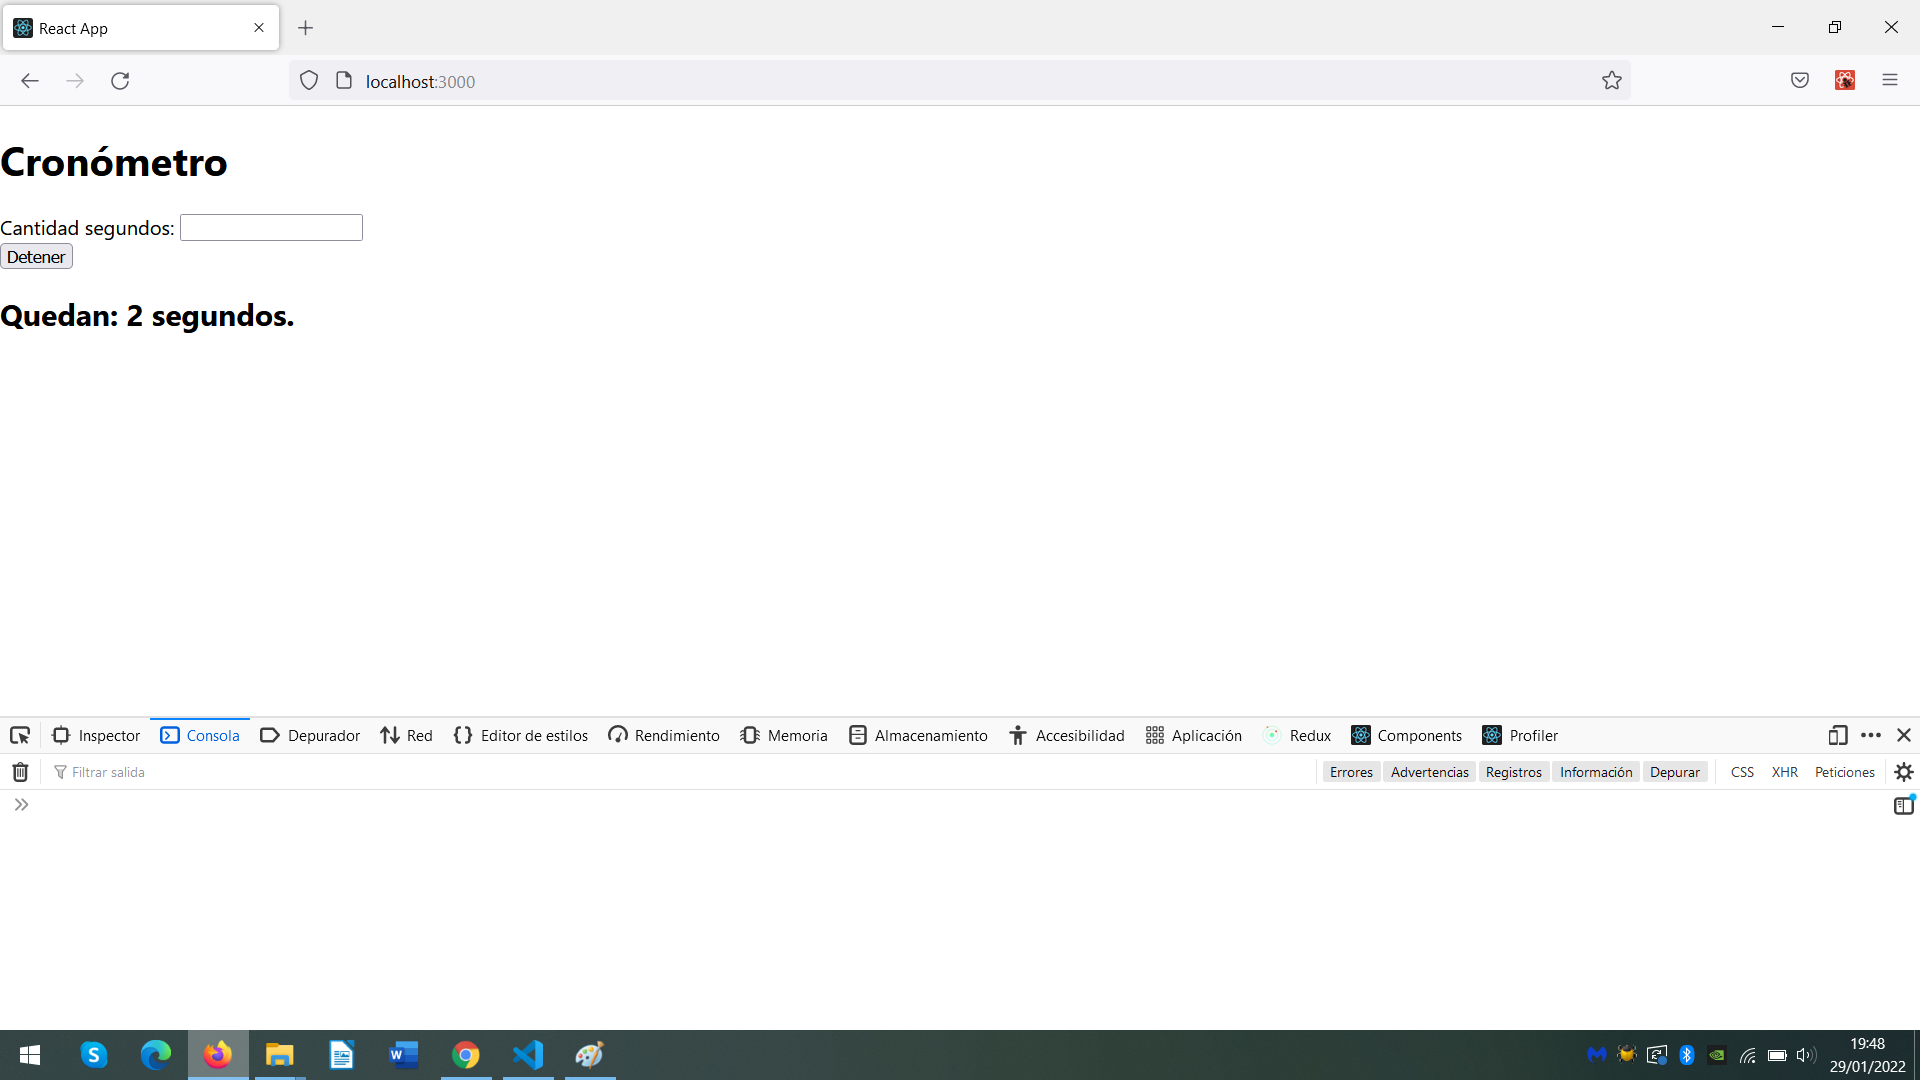 React App
localhost:3000
Cronómetro
Cantidad segundos:
Detener
Quedan: 2 segundos.
Inspector Consola Depurador Red Editor de estilos Rendimiento Memoria Almacenamiento Accesibilidad Aplicación Redux Components Profiler
Filtrar salida Errores Advertencias Registros Información Depurar CSS XHR Peticiones
19:48
29/01/2022